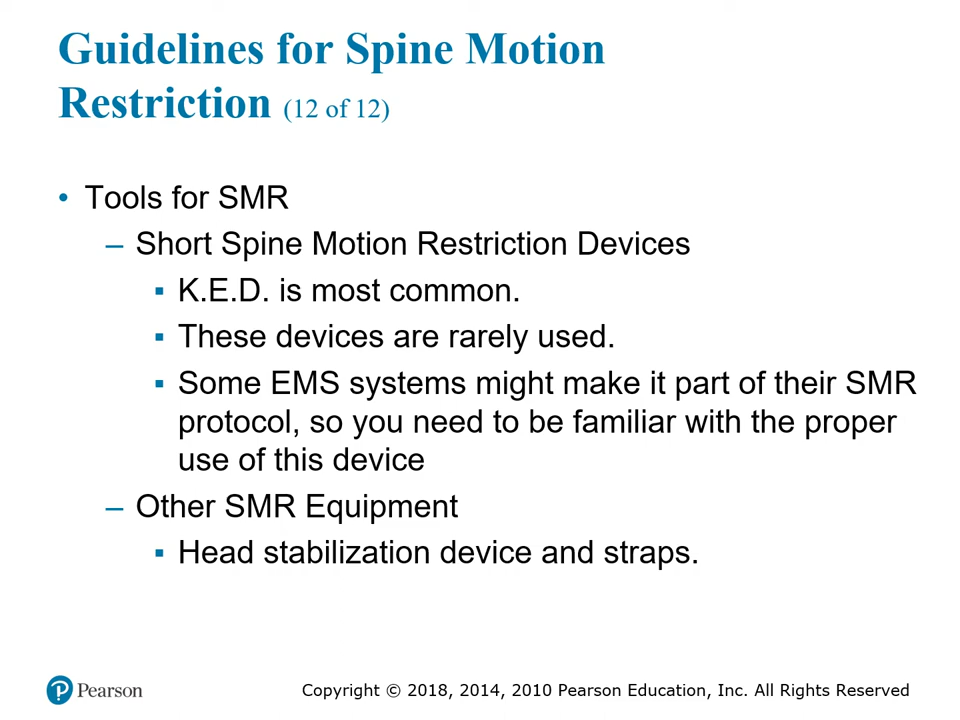 Guidelines for Spine Motion
Restriction (12 of 12)
• Tools for SMR
– Short Spine Motion Restriction Devices
▪ K.E.D. is most common.
▪ These devices are rarely used.
▪ Some EMS systems might make it part of their SMR
protocol, so you need to be familiar with the proper
use of this device
– Other SMR Equipment
▪ Head stabilization device and straps.
Pearson
Copyright © 2018, 2014, 2010 Pearson Education, Inc. All Rights Reserved